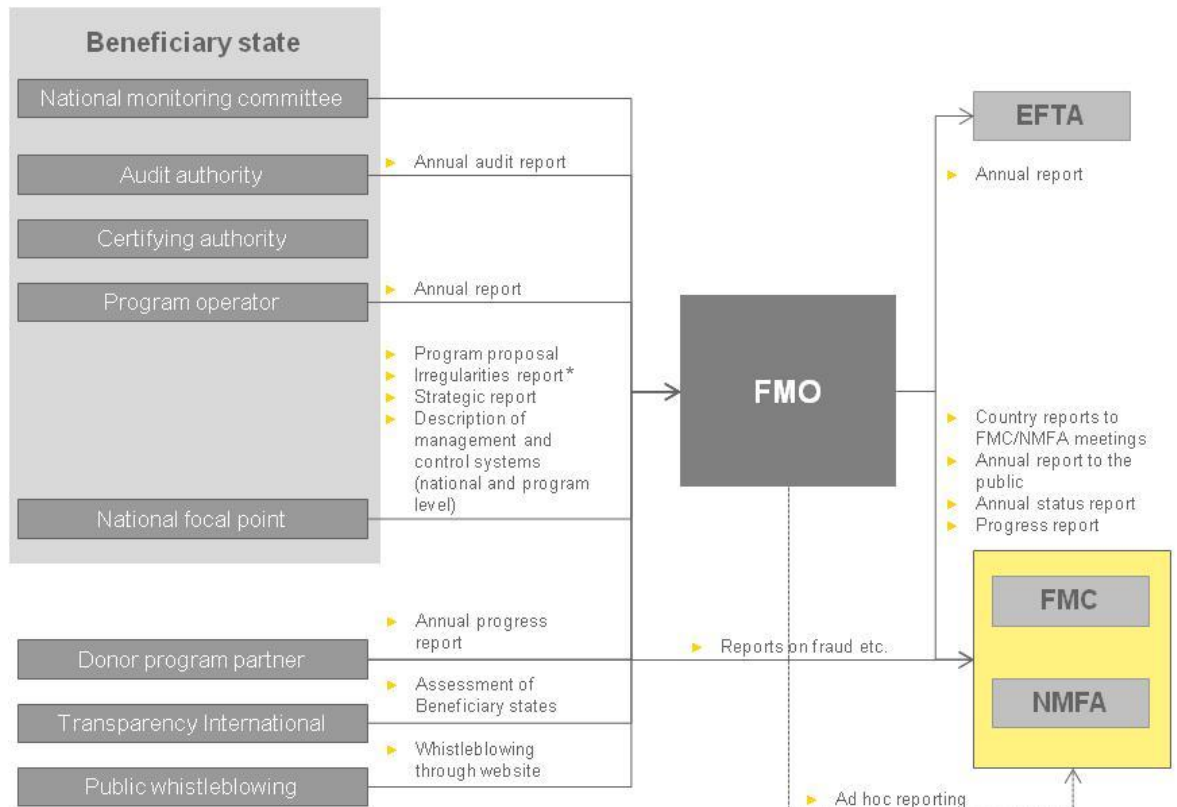 Beneficiary state
National monitoring committee
Audit authority
Annual audit report
Certifying authority
Program operator
Annual report
Program proposal
Irregularities report*
Strategic report
Description of
management and
control systems
(national and program
level)
National focal point
Donor program partner
Annual progress
report
Transparency International
Assessment of
Beneficiary states
Public whistleblowing
Whistleblowing
through website
FMO
Reports on fraud etc.
Ad hoc reporting
EFTA
Annual report
Country reports to
FMC/NMFA meetings
Annual report to the
public
Annual status report
Progress report
FMC
NMFA